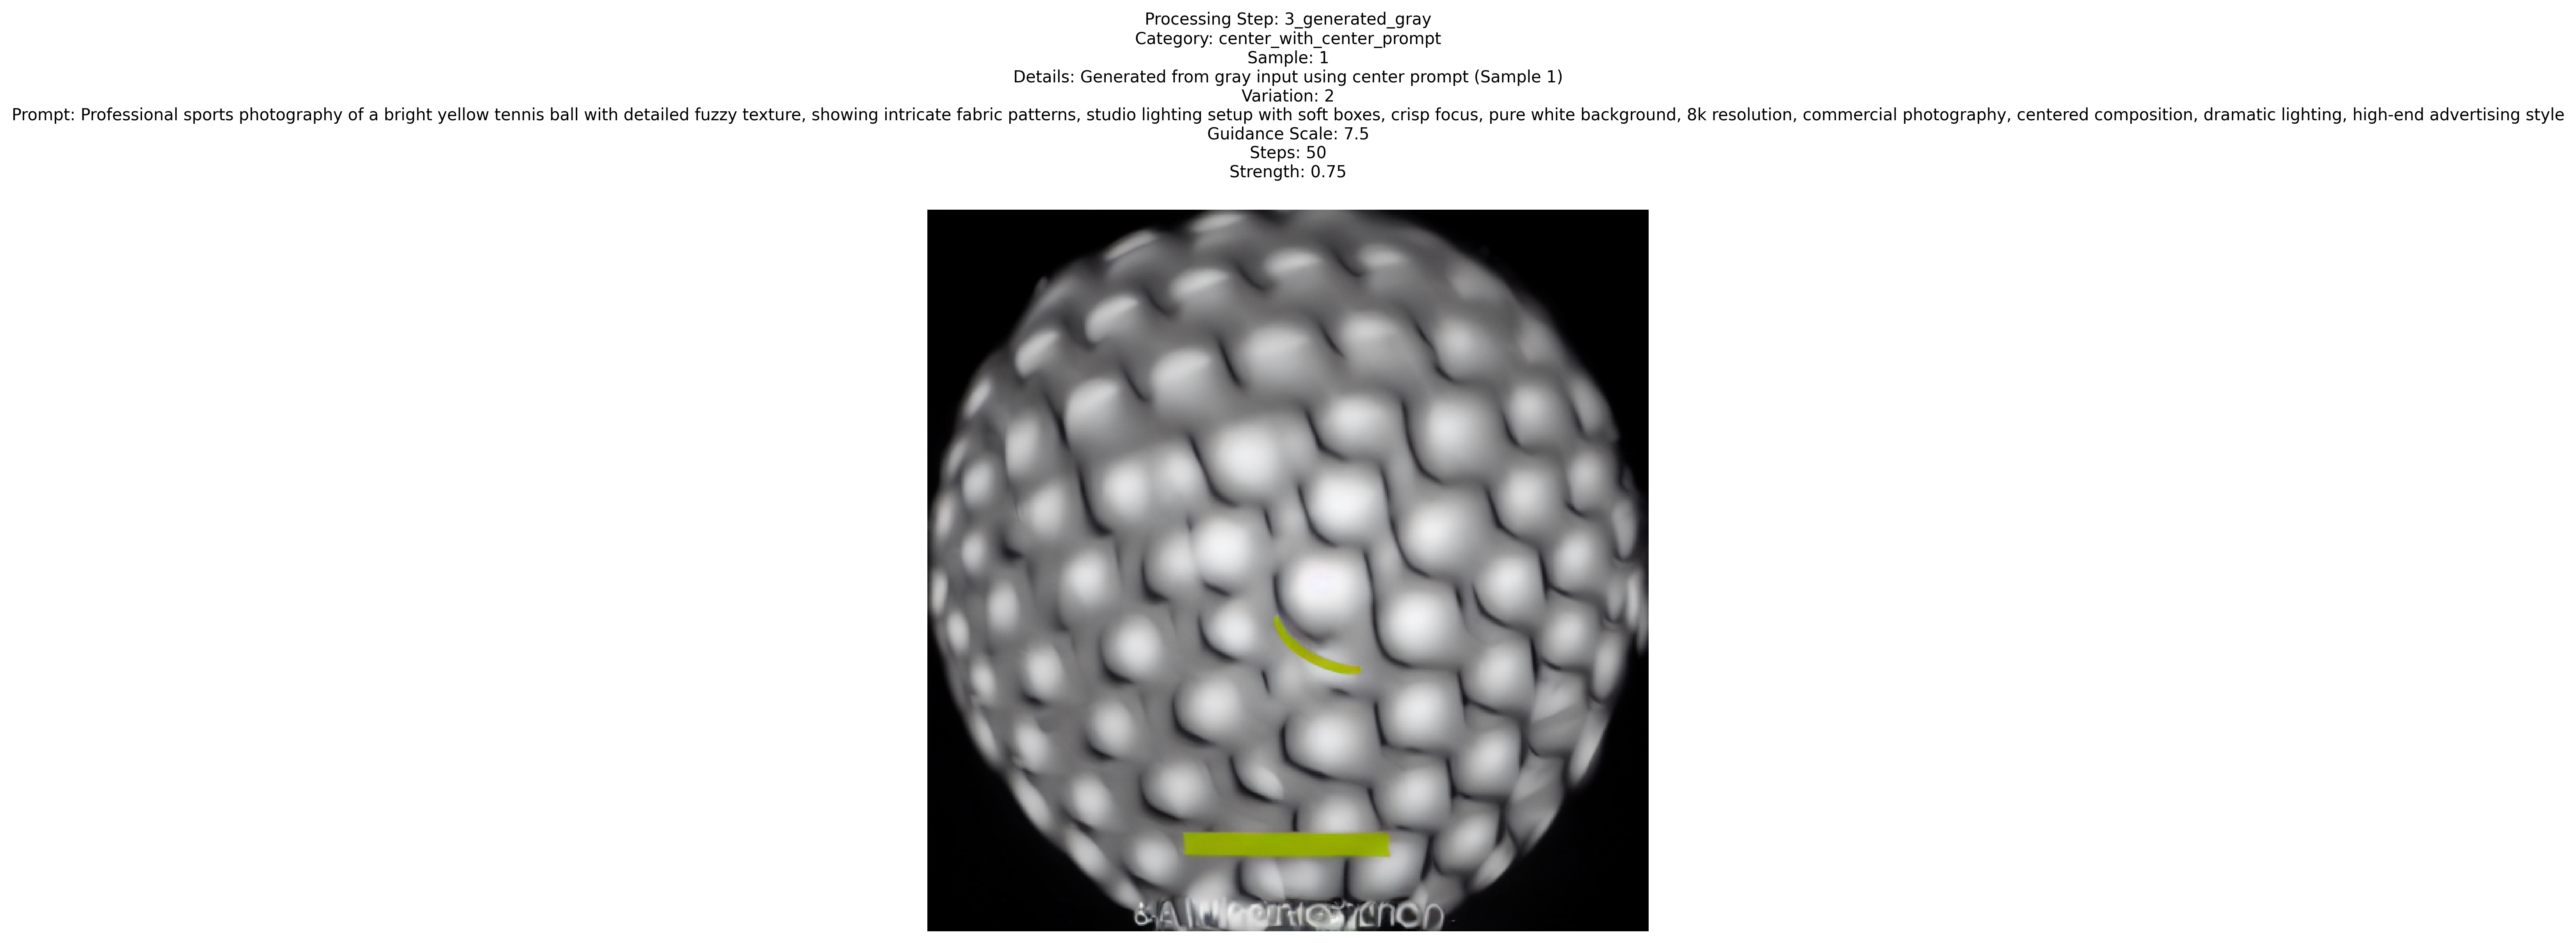 Processing Step: 3_generated_gray
Category: center_with_center_prompt
Sample: 1
Details: Generated from gray input using center prompt (Sample 1)
Variation: 2
Prompt: Professional sports photography of a bright yellow tennis ball with detailed fuzzy texture, showing intricate fabric patterns, studio lighting setup with soft boxes, crisp focus, pure white background, 8k resolution, commercial photography, centered composition, dramatic lighting, high-end advertising style
Guidance Scale: 7.5
Steps: 50
Strength: 0.75